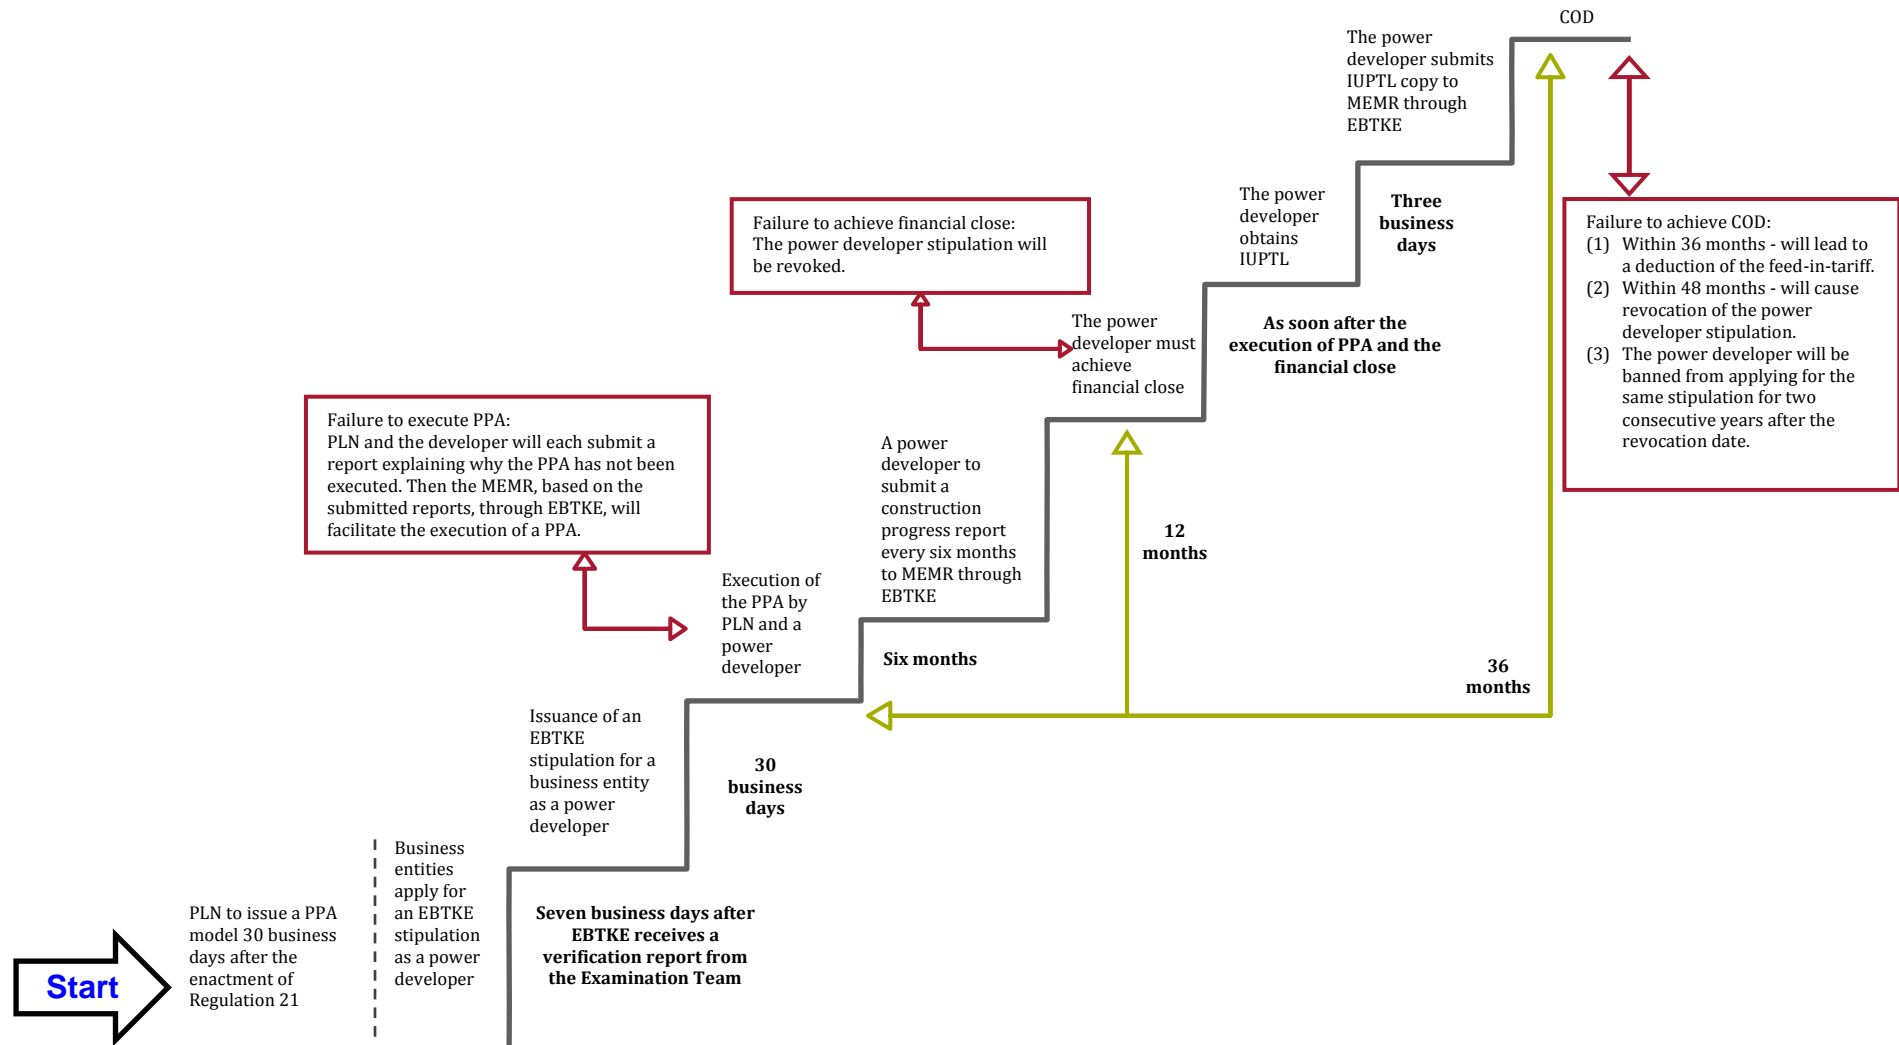 Start
PLN to issue a PPA
model 30 business
days after the
enactment of
Regulation 21
Business
entities
apply for
an EBTKE
stipulation
as a power
developer
Seven business days after
EBTKE receives a
verification report from
the Examination Team
Issuance of an
EBTKE
stipulation for a
business entity
as a power
developer
30
business
days
Execution of
the PPA by
PLN and a
power
developer
Failure to execute PPA:
PLN and the developer will each submit a
report explaining why the PPA has not been
executed. Then the MEMR, based on the
submitted reports, through EBTKE, will
facilitate the execution of a PPA.
Six months
A power
developer to
submit a
construction
progress report
every six months
to MEMR through
EBTKE
12
months
The power
developer must
achieve
financial close
Failure to achieve financial close:
The power developer stipulation will
be revoked.
As soon after the
execution of PPA and the
financial close
The power
developer
obtains
IUPTL
Three
business
days
The power
developer submits
IUPTL copy to
MEMR through
EBTKE
36
months
COD
Failure to achieve COD:
(1) Within 36 months - will lead to
a deduction of the feed-in-tariff.
(2) Within 48 months - will cause
revocation of the power
developer stipulation.
(3) The power developer will be
banned from applying for the
same stipulation for two
consecutive years after the
revocation date.